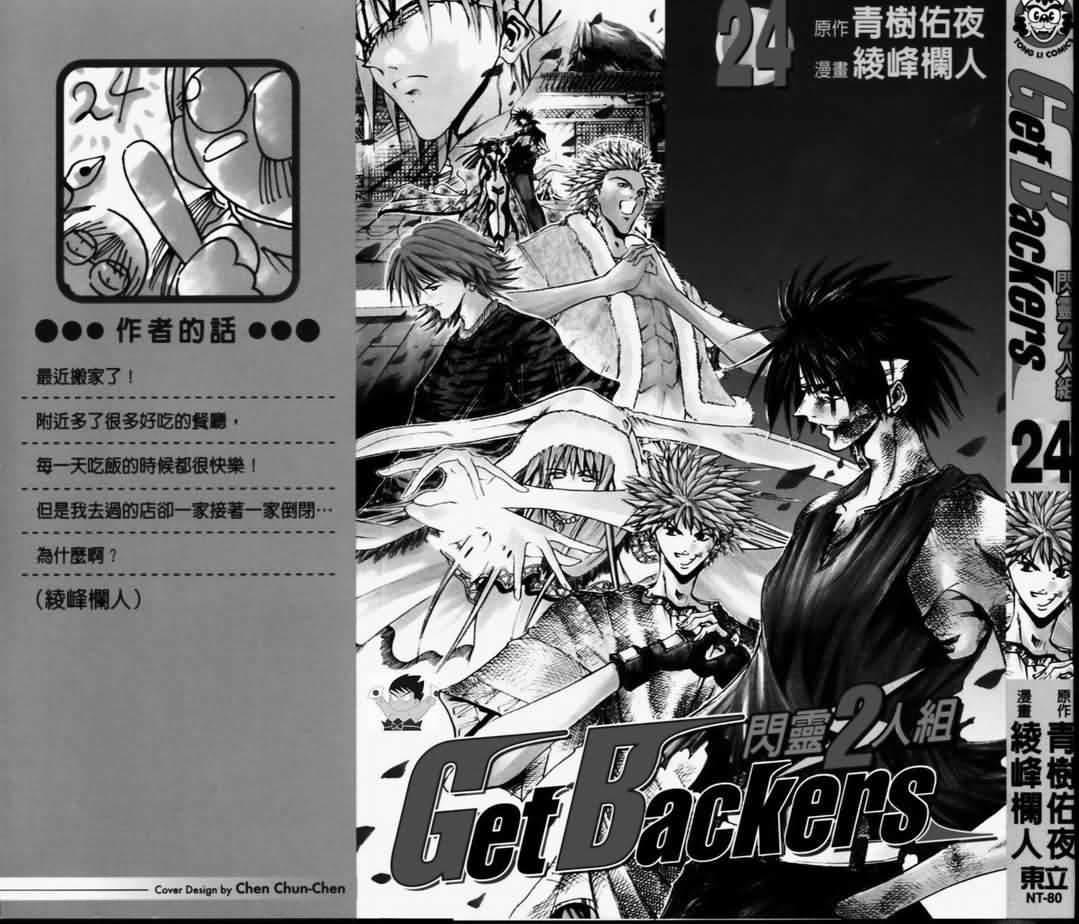 24
●●●作者的話●●●
最近搬家了！
附近多了很多好吃的餐廳，
每一天吃飯的時候都很快樂！
但是我去過的店卻一家接著一家倒閉…
為什麼啊？
（綾峰欄人）
Cover Design by Chen Chun-Chen
24
原作 青樹佑夜
漫畫 綾峰欄人
閃靈2人組
Get Backers
TONG LI COMICS
Get Backers
閃靈2人組
24
原作 青樹佑夜
漫畫 綾峰欄人
東立
NT-80